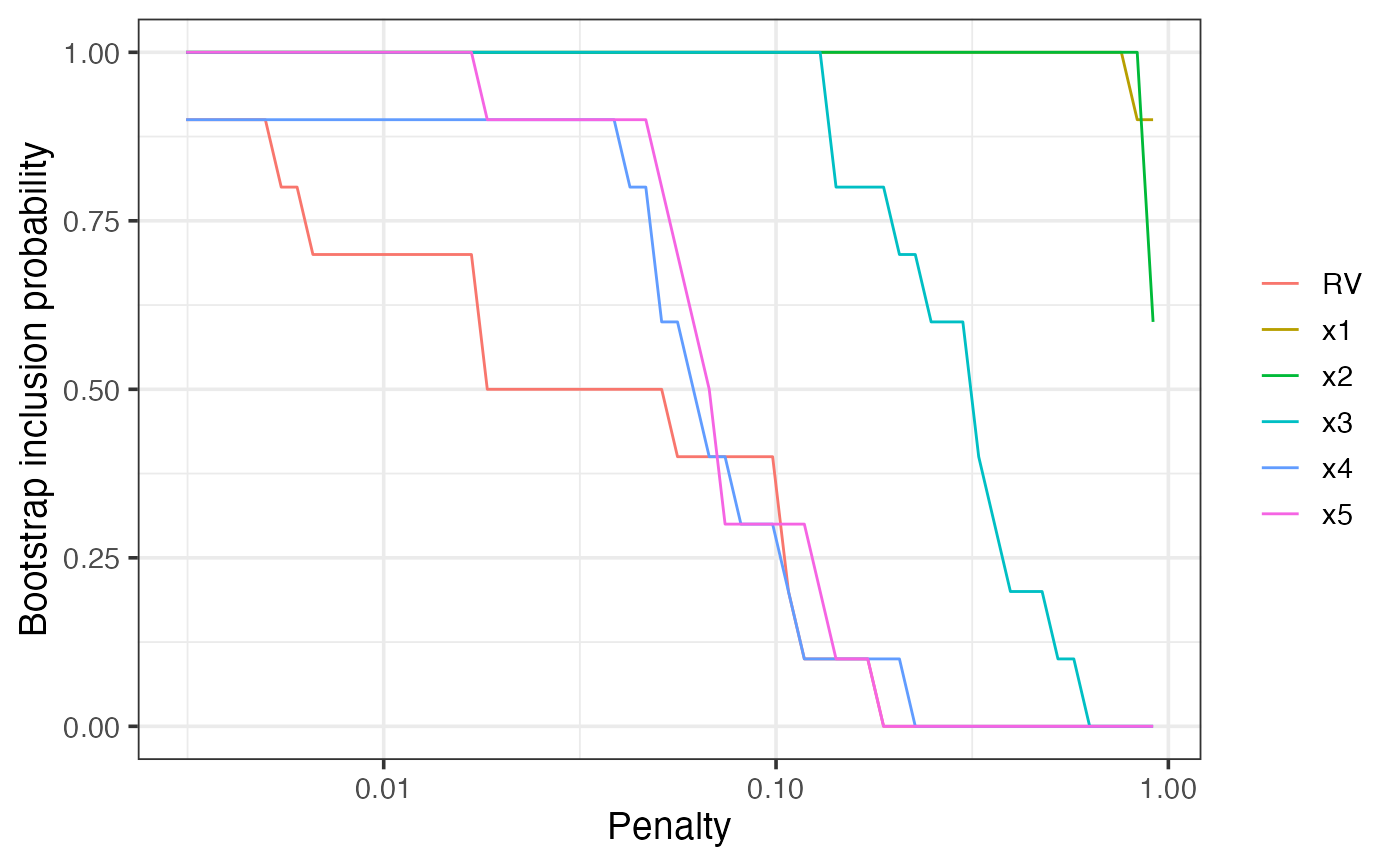 1.00
0.75
0.50
0.25
0.00
Bootstrap inclusion probability
0.01
0.10
1.00
Penalty
RV
x1
x2
x3
x4
x5